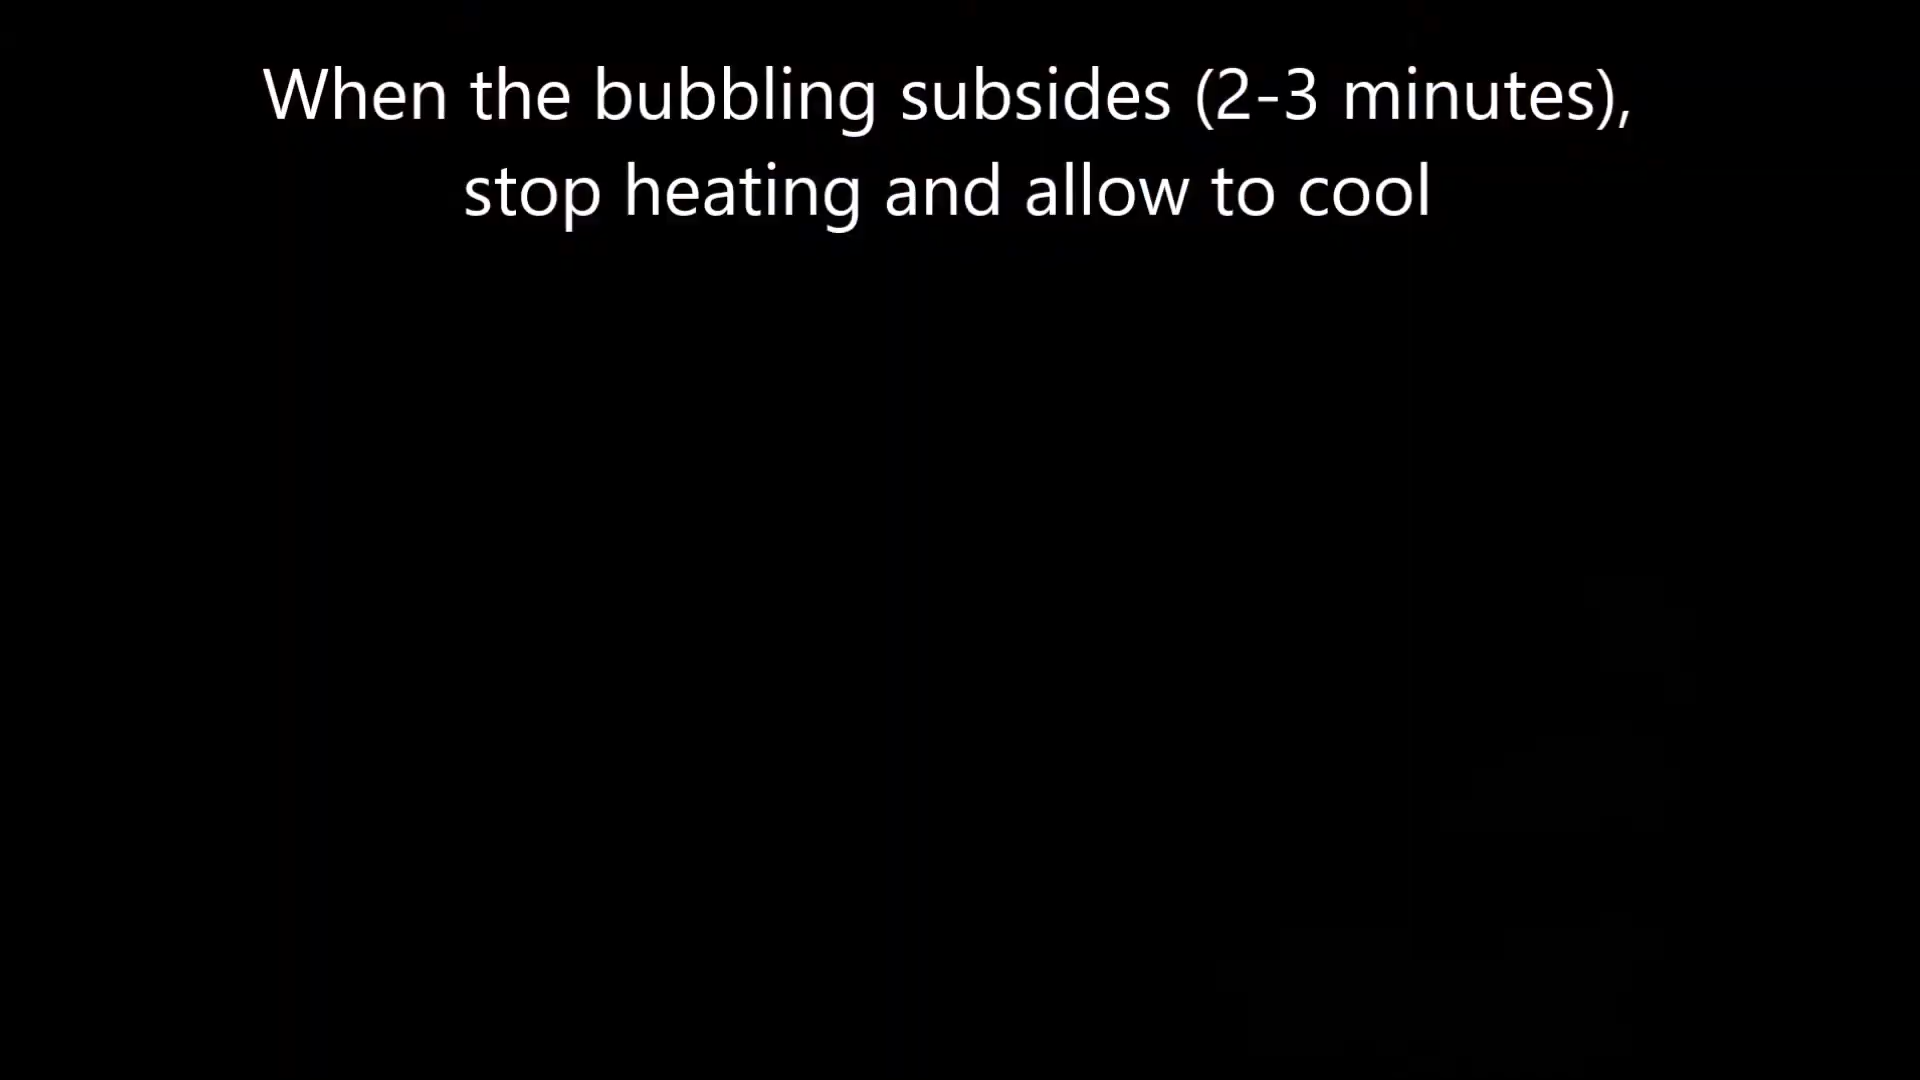 When the bubbling subsides (2-3 minutes),
stop heating and allow to cool